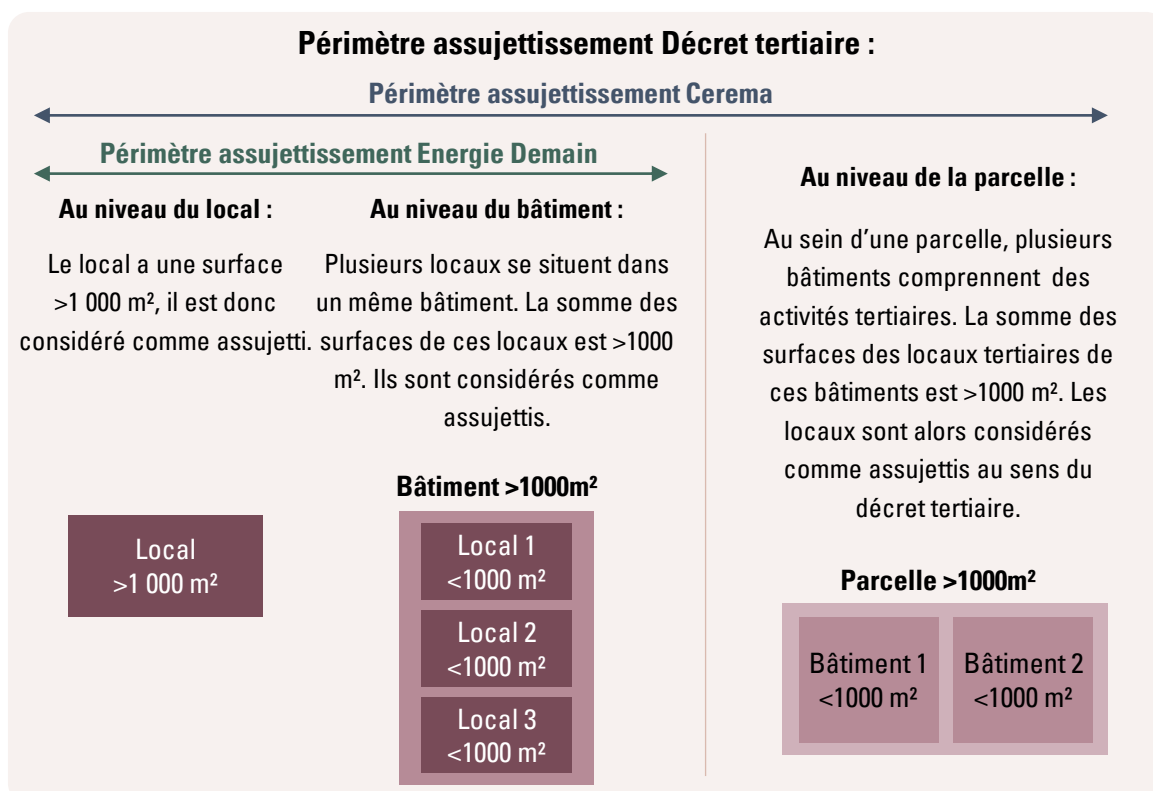 Périmètre assujettissement Décret tertiaire :
Périmètre assujettissement Cerema
Périmètre assujettissement Energie Demain
Au niveau du local :
Le local a une surface
>1 000 m², il est donc
considéré comme assujetti.
Local
>1 000 m²
Au niveau du bâtiment :
Plusieurs locaux se situent dans
un même bâtiment. La somme des
surfaces de ces locaux est >1000
m². Ils sont considérés comme
assujettis.
Bâtiment >1000m²
Local 1
<1000 m²
Local 2
<1000 m²
Local 3
<1000 m²
Au niveau de la parcelle :
Au sein d’une parcelle, plusieurs
bâtiments comprennent des
activités tertiaires. La somme des
surfaces des locaux tertiaires de
ces bâtiments est >1000 m². Les
locaux sont alors considérés
comme assujettis au sens du
décret tertiaire.
Parcelle >1000m²
Bâtiment 1
<1000 m²
Bâtiment 2
<1000 m²